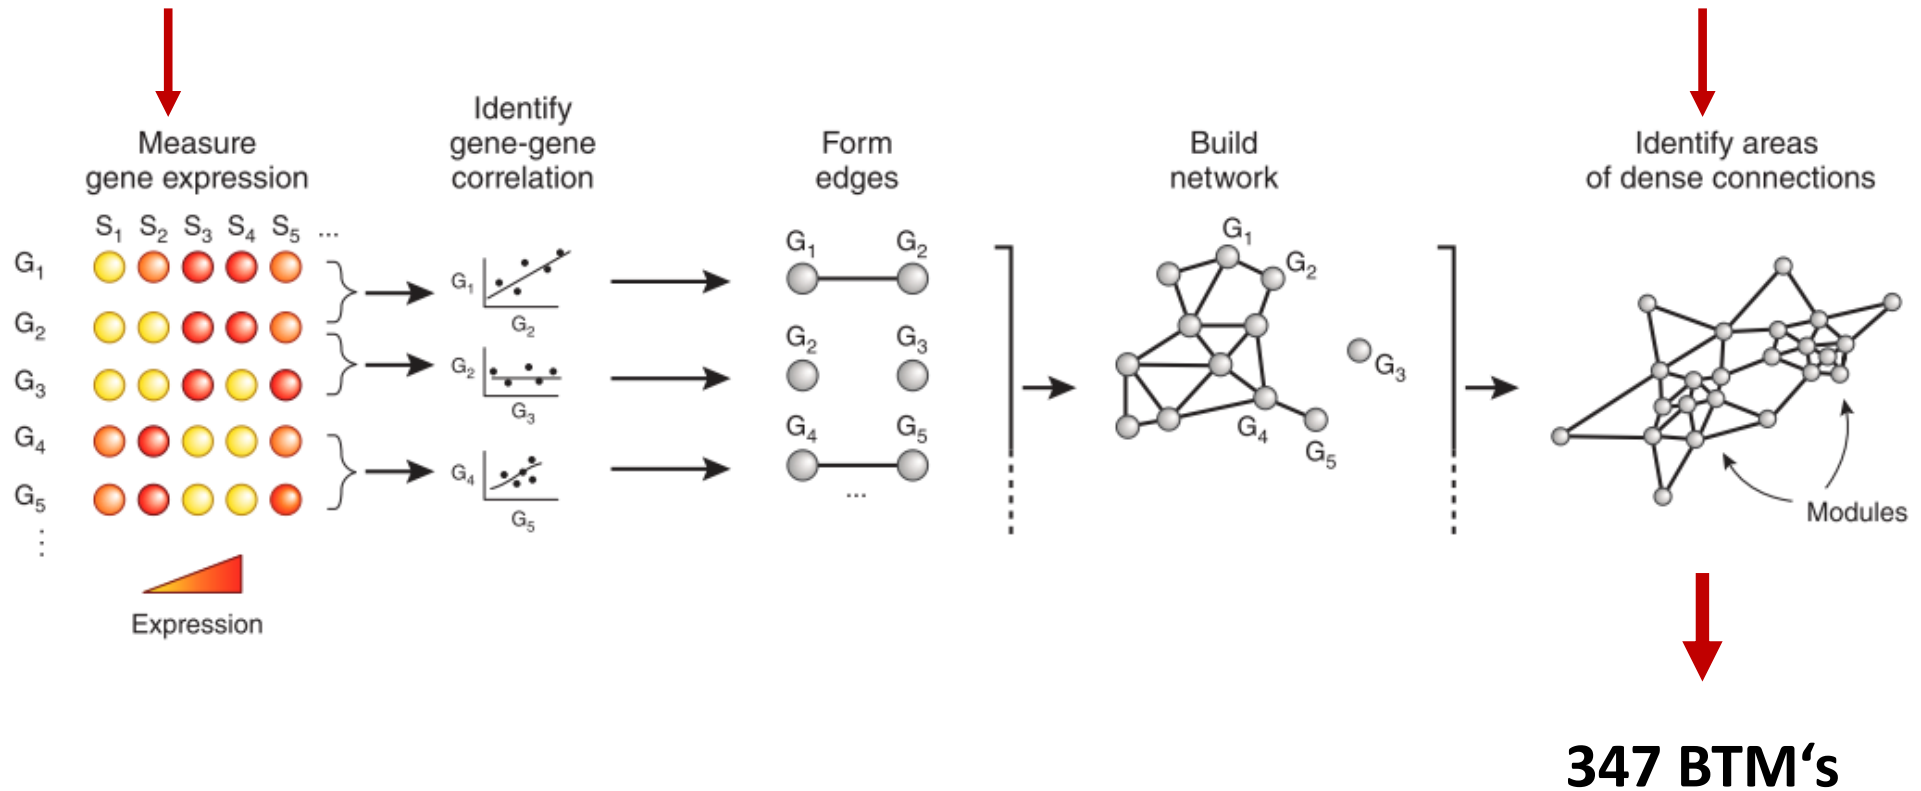 Measure
gene expression
S1 S2 S3 S4 S5 ...
G1
G2
G3
G4
G5
⋮
Expression
Identify
gene-gene
correlation
G1
G2
G2
G3
G4
G5
Form
edges
G1 G2
G2 G3
G4 G5
...
Build
network
G1
G2
G3
G4
G5
Identify areas
of dense connections
Modules
347 BTM‘s